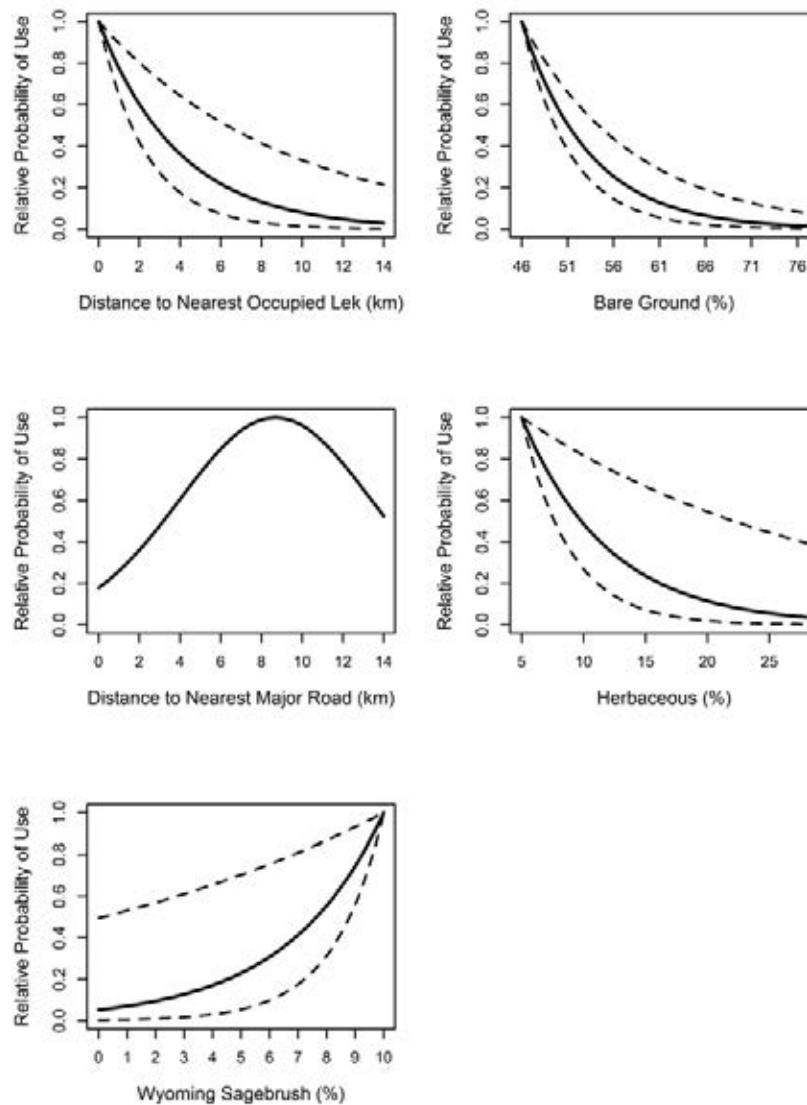 Relative Probability of Use
1.0
0.8
0.6
0.4
0.2
0.0
0 2 4 6 8 10 12 14
Distance to Nearest Occupied Lek (km)
Relative Probability of Use
1.0
0.8
0.6
0.4
0.2
0.0
46 51 56 61 66 71 76
Bare Ground (%)
Relative Probability of Use
1.0
0.8
0.6
0.4
0.2
0.0
0 2 4 6 8 10 12 14
Distance to Nearest Major Road (km)
Relative Probability of Use
1.0
0.8
0.6
0.4
0.2
0.0
5 10 15 20 25
Herbaceous (%)
Relative Probability of Use
1.0
0.8
0.6
0.4
0.2
0.0
0 1 2 3 4 5 6 7 8 9 10
Wyoming Sagebrush (%)